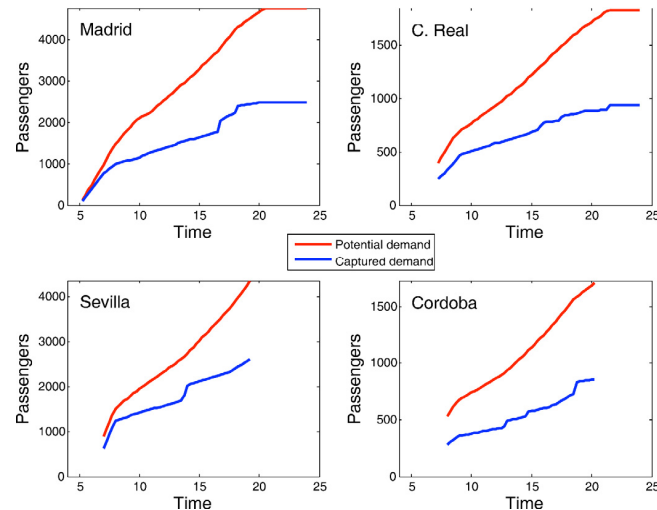 Madrid
4000
3000
2000
1000
0
Passengers
5 10 15 20 25
Time
C. Real
1500
1000
500
0
Passengers
5 10 15 20 25
Time
Potential demand
Captured demand
Sevilla
4000
3000
2000
1000
0
Passengers
5 10 15 20 25
Time
Cordoba
1500
1000
500
0
Passengers
5 10 15 20 25
Time